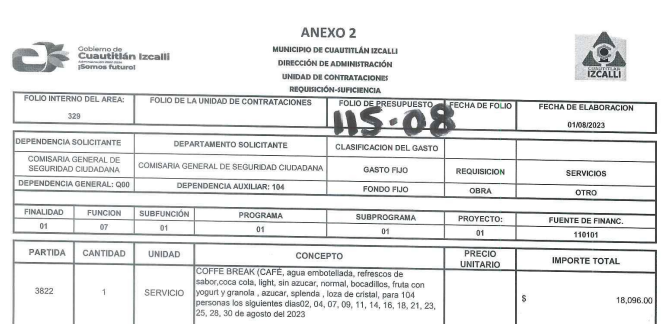 ANEXO 2
Gobierno de
Cuautitlán Izcalli
¡Somos futuro!
MUNICIPIO DE CUAUTITLÁN IZCALLI
DIRECCIÓN DE ADMINISTRACIÓN
UNIDAD DE CONTRATACIONES
REQUISICIÓN-SUFICIENCIA
CUAUTITLÁN
IZCALLI
FOLIO INTERNO DEL AREA: FOLIO DE LA UNIDAD DE CONTRATACIONES FOLIO DE PRESUPUESTO FECHA DE FOLIO FECHA DE ELABORACION
329 115-08 01/08/2023
DEPENDENCIA SOLICITANTE DEPARTAMENTO SOLICITANTE CLASIFICACION DEL GASTO
COMISARIA GENERAL DE SEGURIDAD CIUDADANA COMISARIA GENERAL DE SEGURIDAD CIUDADANA GASTO FIJO REQUISICION SERVICIOS
DEPENDENCIA GENERAL: Q00 DEPENDENCIA AUXILIAR: 104 FONDO FIJO OBRA OTRO
FINALIDAD FUNCION SUBFUNCIÓN PROGRAMA SUBPROGRAMA PROYECTO: FUENTE DE FINANC.
01 07 01 01 01 01 110101
PARTIDA CANTIDAD UNIDAD CONCEPTO PRECIO UNITARIO IMPORTE TOTAL
3822 1 SERVICIO
COFFE BREAK (CAFÉ, agua embotellada, refrescos de
sabor,coca cola, light, sin azucar, normal, bocadillos, fruta con
yogurt y granola , azucar, splenda , loza de cristal, para 104
personas los siguientes dias02, 04, 07, 09, 11, 14, 16, 18, 21, 23,
25, 28, 30 de agosto del 2023
$ 18,096.00